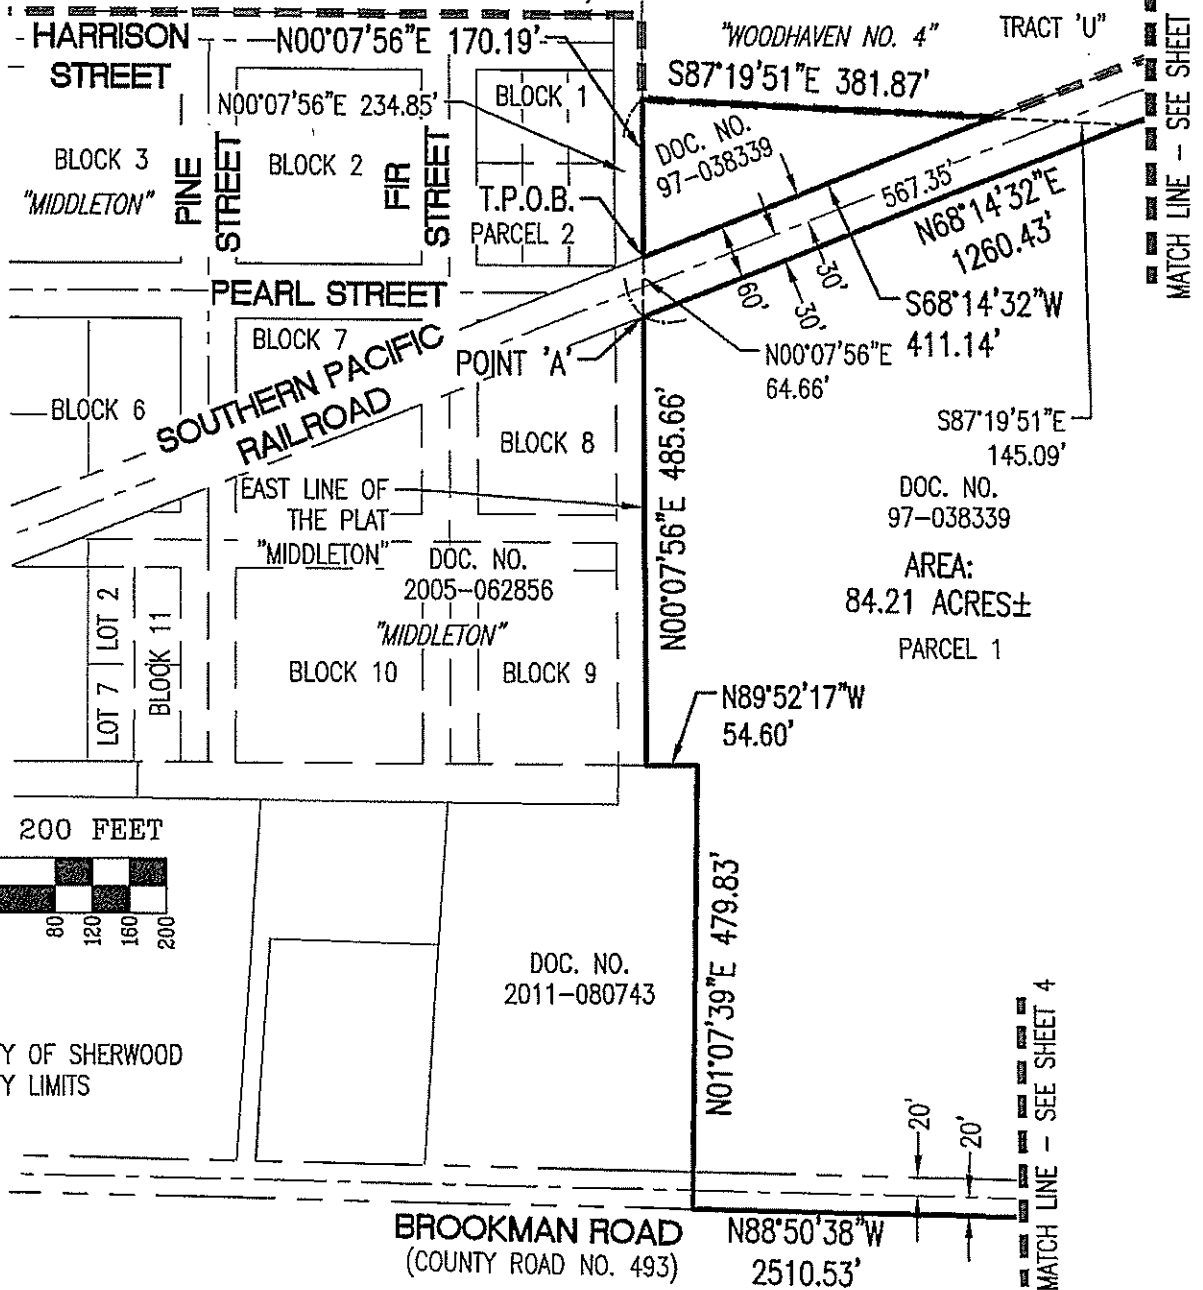 HARRISON
STREET
N00°07'56"E 170.19'
"WOODHAVEN NO. 4"
TRACT 'U"
S87°19'51"E 381.87'
MATCH LINE - SEE SHEET
N00°07'56"E 234.85'
BLOCK 1
BLOCK 3
"MIDDLETON"
PINE
STREET
BLOCK 2
FIR
STREET
DOC. NO.
97-038339
T.P.O.B.
PARCEL 2
567.35'
N68°14'32"E
1260.43'
PEARL STREET
60'
30'
30'
S68°14'32"W
411.14'
BLOCK 7
POINT 'A'
N00°07'56"E
64.66'
SOUTHERN PACIFIC
RAILROAD
BLOCK 6
BLOCK 8
S87°19'51"E
145.09'
N00°07'56"E 485.66'
EAST LINE OF
THE PLAT
"MIDDLETON"
DOC. NO.
97-038339
AREA:
84.21 ACRES±
PARCEL 1
DOC. NO.
2005-062856
"MIDDLETON"
LOT 2
LOT 7
BLOCK 11
BLOCK 10
BLOCK 9
N89°52'17"W
54.60'
200 FEET
80
120
160
200
N01°07'39"E 479.83'
DOC. NO.
2011-080743
Y OF SHERWOOD
Y LIMITS
20'
20'
MATCH LINE - SEE SHEET 4
BROOKMAN ROAD
(COUNTY ROAD NO. 493)
N88°50'38"W
2510.53'